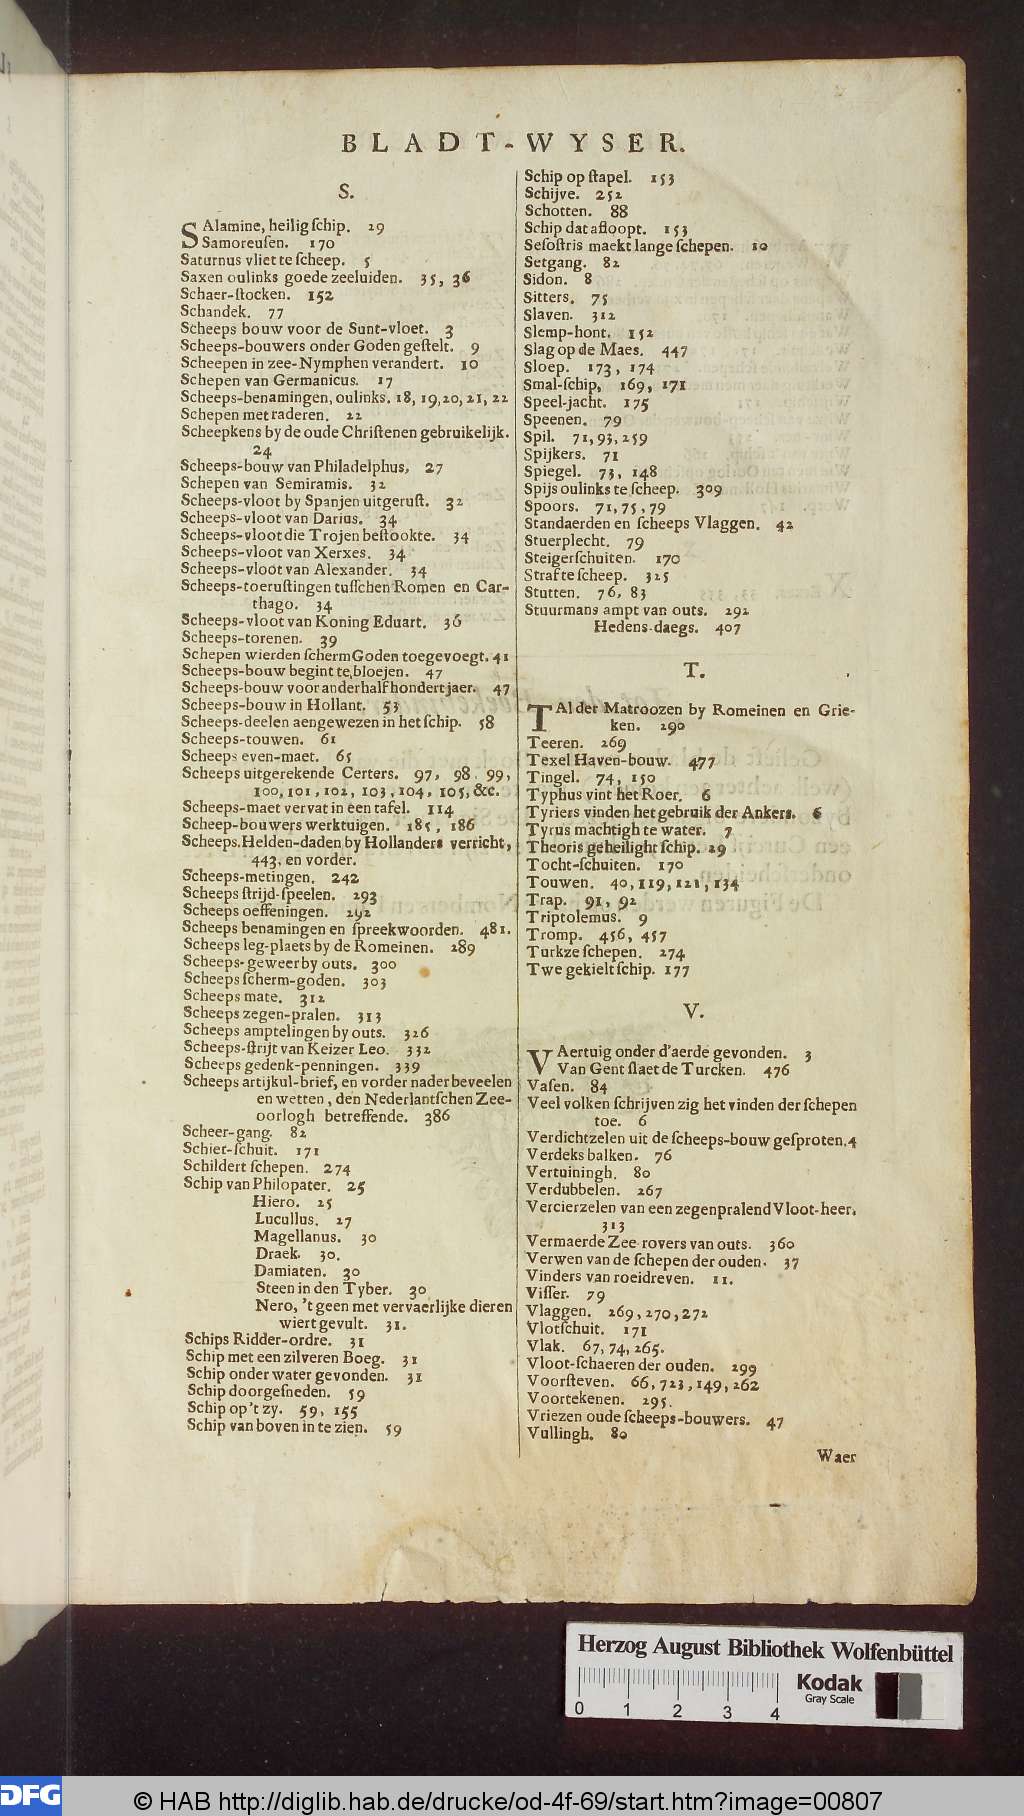 BLADT-WYSER.
S.
SAlamine, heilig ſchip. 29
Samoreuſen. 170
Saturnus vliet te ſcheep. 5
Saxen oulinks goede zeeluiden. 35, 36
Schaer-ſtocken. 152
Schandek. 77
Scheeps bouw voor de Sunt-vloet. 3
Scheeps-bouwers onder Goden geſtelt. 9
Scheepen in zee-Nymphen verandert. 10
Schepen van Germanicus. 17
Scheeps-benamingen, oulinks. 18, 19, 20, 21, 22
Schepen met raderen. 22
Scheepkens by de oude Chriſtenen gebruikelijk.
24
Scheeps-bouw van Philadelphus. 27
Schepen van Semiramis. 32
Scheeps-vloot by Spanjen uitgeruſt. 32
Scheeps-vloot van Darius. 34
Scheeps-vloot die Trojen beſtookte. 34
Scheeps-vloot van Xerxes. 34
Scheeps-vloot van Alexander. 34
Scheeps-toeruſtingen tuſſchen Romen en Car-
thago. 34
Scheeps-vloot van Koning Eduart. 36
Scheeps-torenen. 39
Schepen wierden ſcherm Goden toegevoegt. 41
Scheeps-bouw begint te bloejen. 47
Scheeps-bouw voor anderhalf hondert jaer. 47
Scheeps-bouw in Hollant. 53
Scheeps-deelen aengewezen in het ſchip. 58
Scheeps-touwen. 61
Scheeps even-maet. 65
Scheeps uitgerekende Certers. 97, 98. 99,
100, 101, 102, 103, 104, 105, &c.
Scheeps-maet vervat in een tafel. 114
Scheep-bouwers werktuigen. 185, 186
Scheeps.Helden-daden by Hollanders verricht,
443. en vorder.
Scheeps-metingen. 242
Scheeps ſtrijd-ſpeelen. 293
Scheeps oeffeningen. 292
Scheeps benamingen en ſpreekwoorden. 481.
Scheeps leg-plaets by de Romeinen. 289
Scheeps-geweer by outs. 300
Scheeps ſcherm-goden. 303
Scheeps mate. 312
Scheeps zegen-pralen. 313
Scheeps amptelingen by outs. 326
Scheeps-ſtrijt van Keizer Leo. 332
Scheeps gedenk-penningen. 339
Scheeps artijkul-brief, en vorder nader beveelen
en wetten, den Nederlantſchen Zee-
oorlogh betreffende. 386
Scheer-gang. 82
Schier-ſchuit. 171
Schildert ſchepen. 274
Schip van Philopater. 25
Hiero. 25
Lucullus. 27
Magellanus. 30
Draek. 30.
Damiaten. 30
Steen in den Tyber. 30
Nero, 't geen met vervaerlijke dieren
wiert gevult. 31.
Schips Ridder-ordre. 31
Schip met een zilveren Boeg. 31
Schip onder water gevonden. 31
Schip doorgeſneden. 59
Schip op 't zy. 59, 155
Schip van boven in te zien. 59
Schip op ſtapel. 153
Schijve. 252
Schotten. 88
Schip dat afloopt. 153
Seſoſtris maekt lange ſchepen. 10
Setgang. 82
Sidon. 8
Sitters. 75
Slaven. 312
Slemp-hont. 152
Slag op de Maes. 447
Sloep. 173, 174
Smal-ſchip, 169, 171
Speel-jacht. 175
Speenen. 79
Spil. 71, 93, 259
Spijkers. 71
Spiegel. 73, 148
Spijs oulinks te ſcheep. 309
Spoors. 71, 75, 79
Standaerden en ſcheeps Vlaggen. 42
Stuerplecht. 79
Steigerſchuiten. 170
Straf te ſcheep. 325
Stutten. 76, 83
Stuurmans ampt van outs. 292
Hedens-daegs. 407
T.
TAl der Matroozen by Romeinen en Grie-
ken. 290
Teeren. 269
Texel Haven-bouw. 477
Tingel. 74, 150
Typhus vint het Roer. 6
Tyriers vinden het gebruik der Ankers. 6
Tyrus machtigh te water. 7
Theoris geheilight ſchip. 29
Tocht-ſchuiten. 170
Touwen. 40, 119, 121, 134
Trap. 91, 92
Triptolemus. 9
Tromp. 456, 457
Turkze ſchepen. 274
Twe gekielt ſchip. 177
V.
VAertuig onder d'aerde gevonden. 3
Van Gent ſlaet de Turcken. 476
Vaſen. 84
Veel volken ſchrijven zig het vinden der ſchepen
toe. 6
Verdichtzelen uit de ſcheeps-bouw geſproten. 4
Verdeks balken. 76
Vertuiningh. 80
Verdubbelen. 267
Vercierzelen van een zegenpralend Vloot-heer.
313
Vermaerde Zee-rovers van outs. 360
Verwen van de ſchepen der ouden. 37
Vinders van roeidreven. 11.
Viſſer. 79
Vlaggen. 269, 270, 272
Vlotſchuit. 171
Vlak. 67, 74, 265.
Vloot-ſchaeren der ouden. 299
Voorſteven. 66, 723, 149, 262
Voortekenen. 295.
Vriezen oude ſcheeps-bouwers. 47
Vullingh. 80
Waer
Herzog August Bibliothek Wolfenbüttel
Kodak
Gray Scale
0 1 2 3 4
DFG
© HAB http://diglib.hab.de/drucke/od-4f-69/start.htm?image=00807